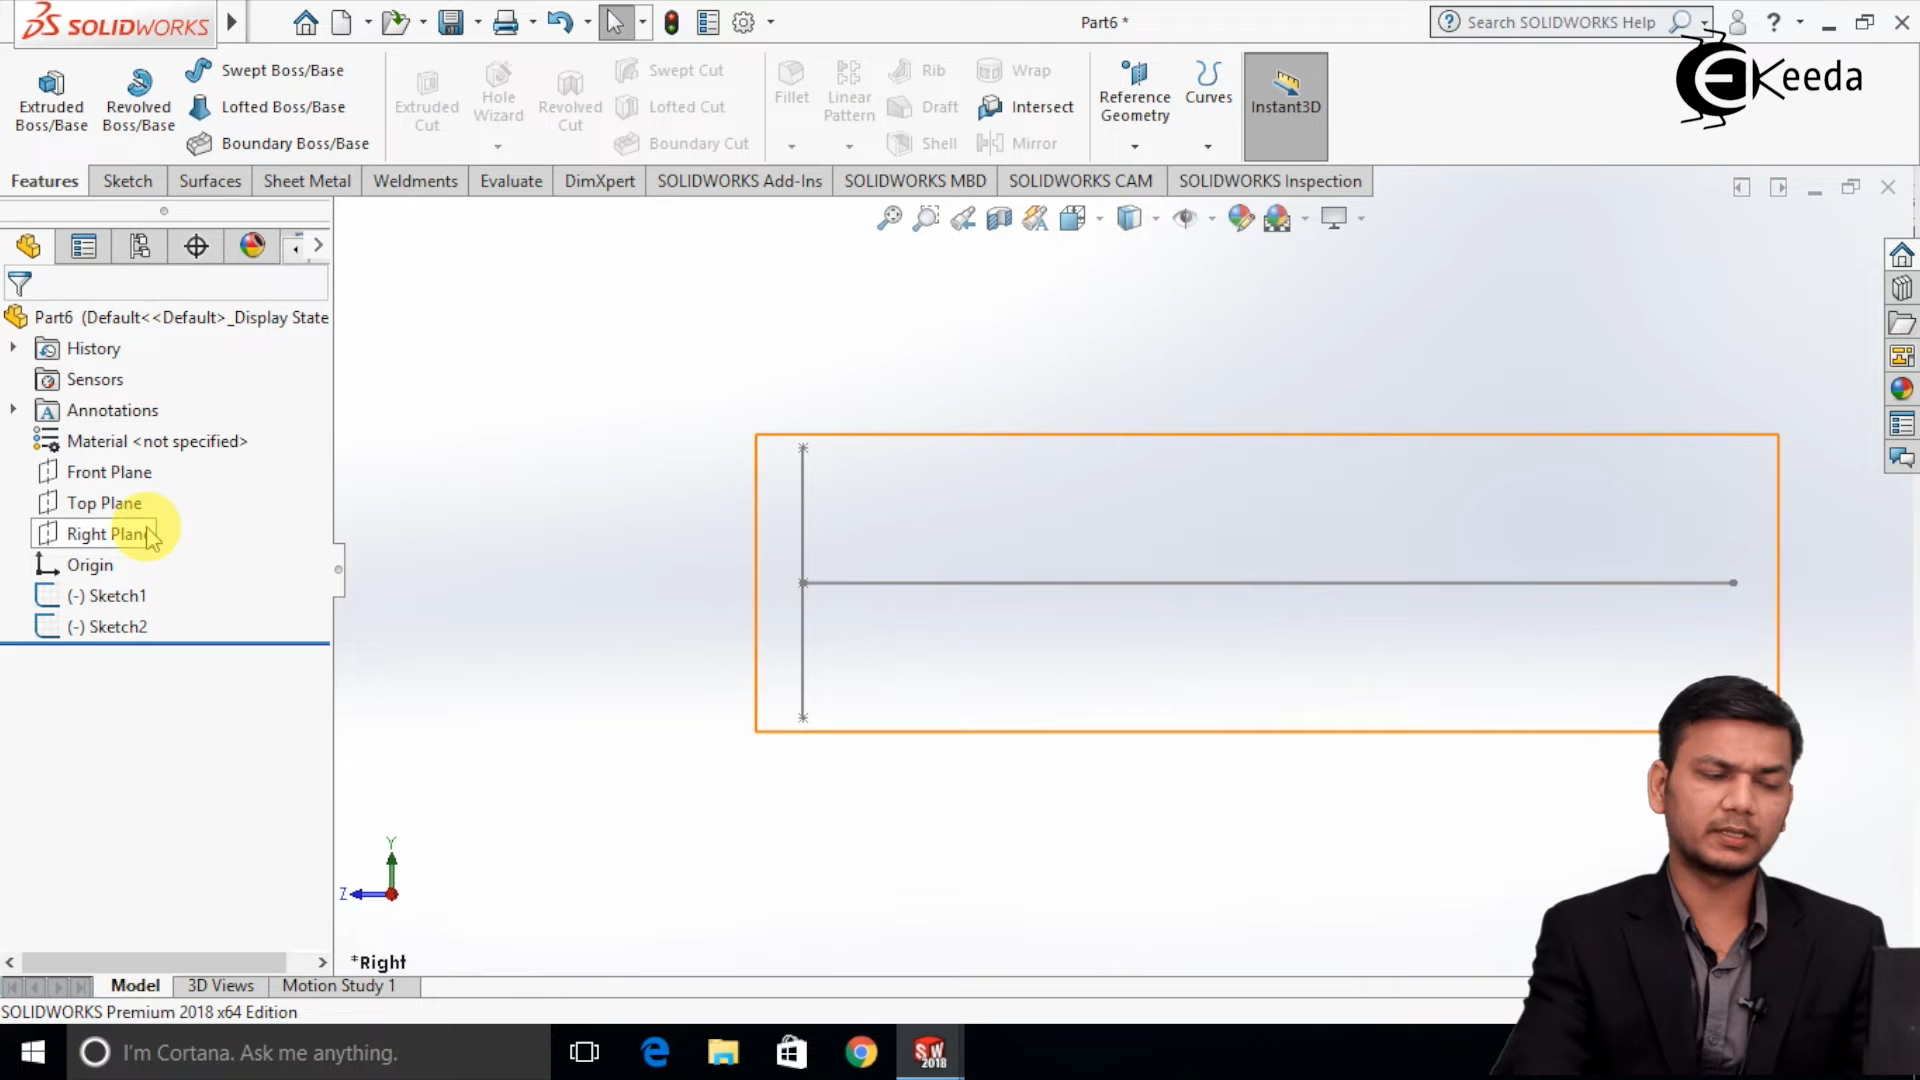 SOLIDWORKS
Part6 *
Search SOLIDWORKS Help
Keeda
Extruded Boss/Base
Revolved Boss/Base
Swept Boss/Base
Lofted Boss/Base
Boundary Boss/Base
Extruded Cut
Hole Wizard
Revolved Cut
Swept Cut
Lofted Cut
Boundary Cut
Fillet
Linear Pattern
Rib
Draft
Shell
Wrap
Intersect
Mirror
Reference Geometry
Curves
Instant3D
Features
Sketch
Surfaces
Sheet Metal
Weldments
Evaluate
DimXpert
SOLIDWORKS Add-Ins
SOLIDWORKS MBD
SOLIDWORKS CAM
SOLIDWORKS Inspection
Part6 (Default<<Default>_Display State
History
Sensors
Annotations
Material <not specified>
Front Plane
Top Plane
Right Plane
Origin
(-) Sketch1
(-) Sketch2
Y
Z
*Right
Model
3D Views
Motion Study 1
SOLIDWORKS Premium 2018 x64 Edition
I'm Cortana. Ask me anything.
SW
2018